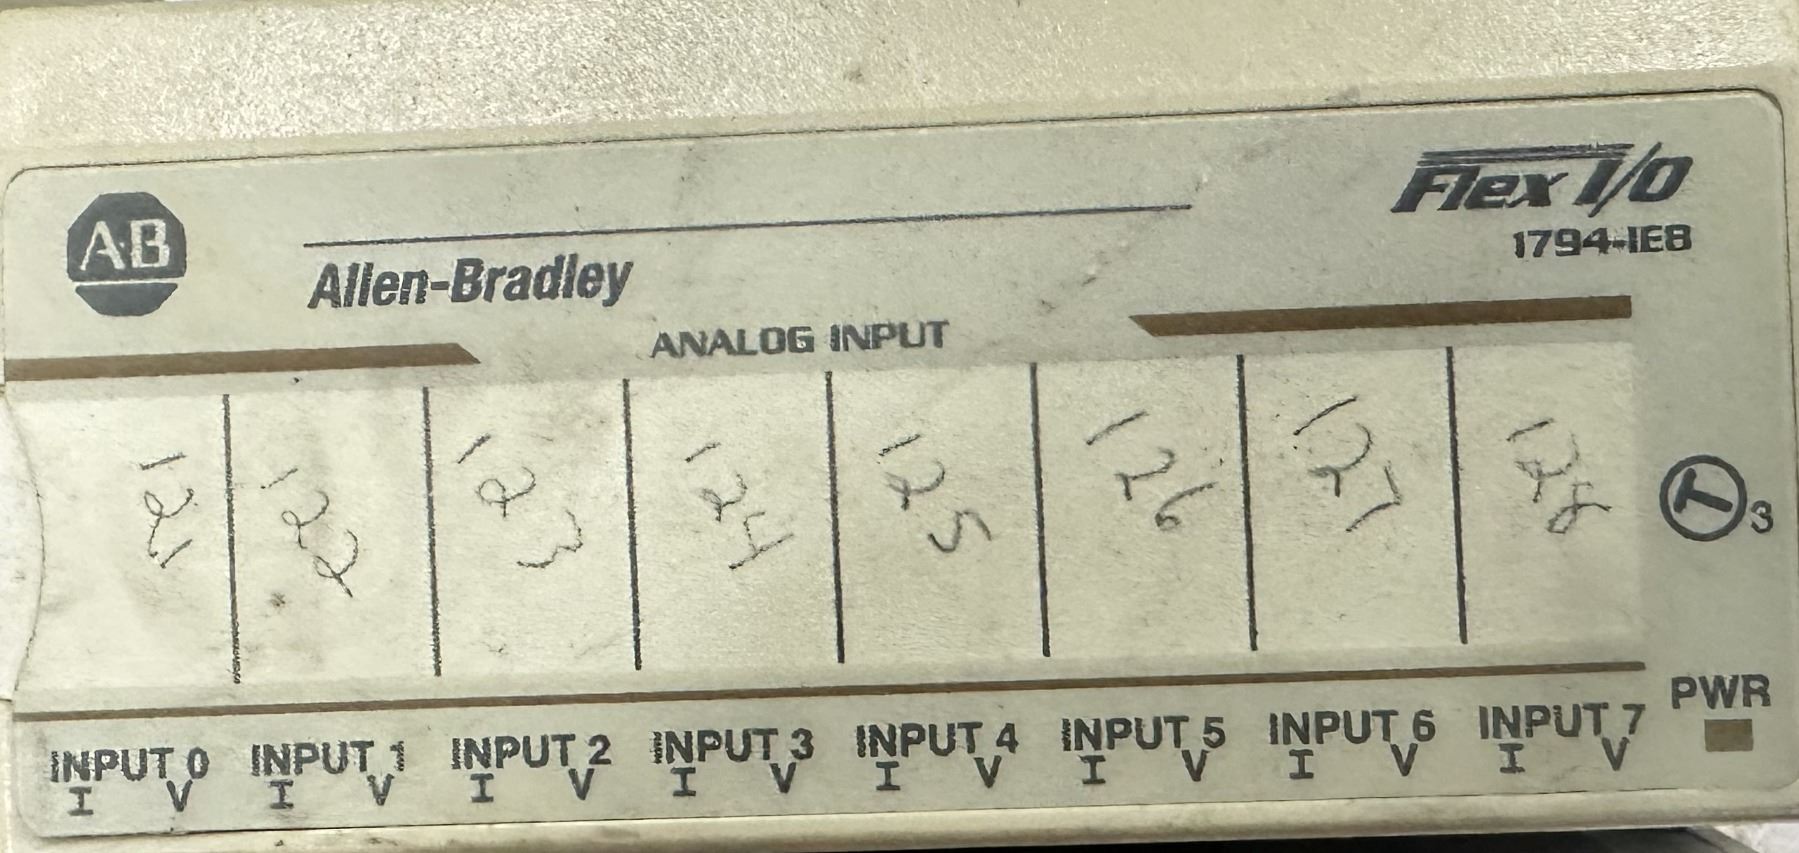 AB
Allen-Bradley
Flex I/O
1794-IE8
ANALOG INPUT
121 122 123 124 125 126 127 128
3
PWR
INPUT 0 INPUT 1 INPUT 2 INPUT 3 INPUT 4 INPUT 5 INPUT 6 INPUT 7
I V I V I V I V I V I V I V I V